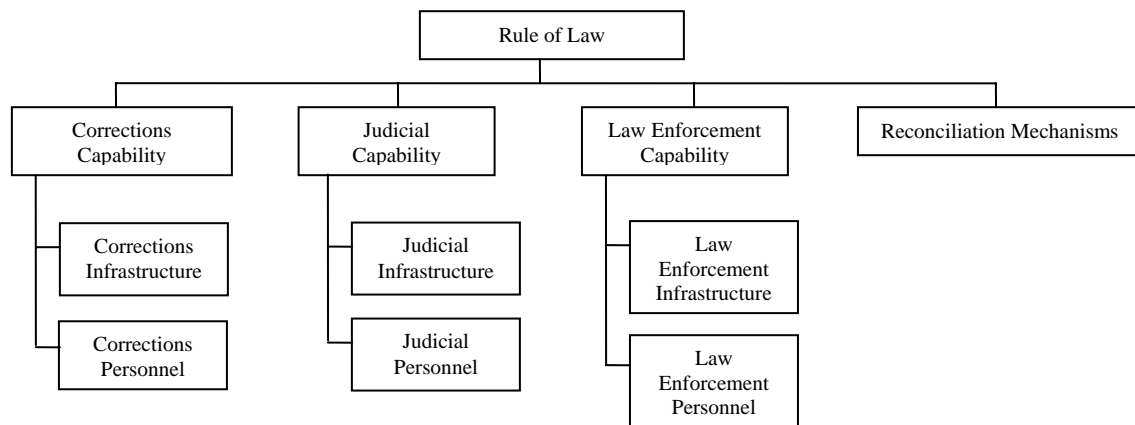 Rule of Law
Corrections
Capability
Judicial
Capability
Law Enforcement
Capability
Reconciliation Mechanisms
Corrections
Infrastructure
Judicial
Infrastructure
Law
Enforcement
Infrastructure
Corrections
Personnel
Judicial
Personnel
Law
Enforcement
Personnel